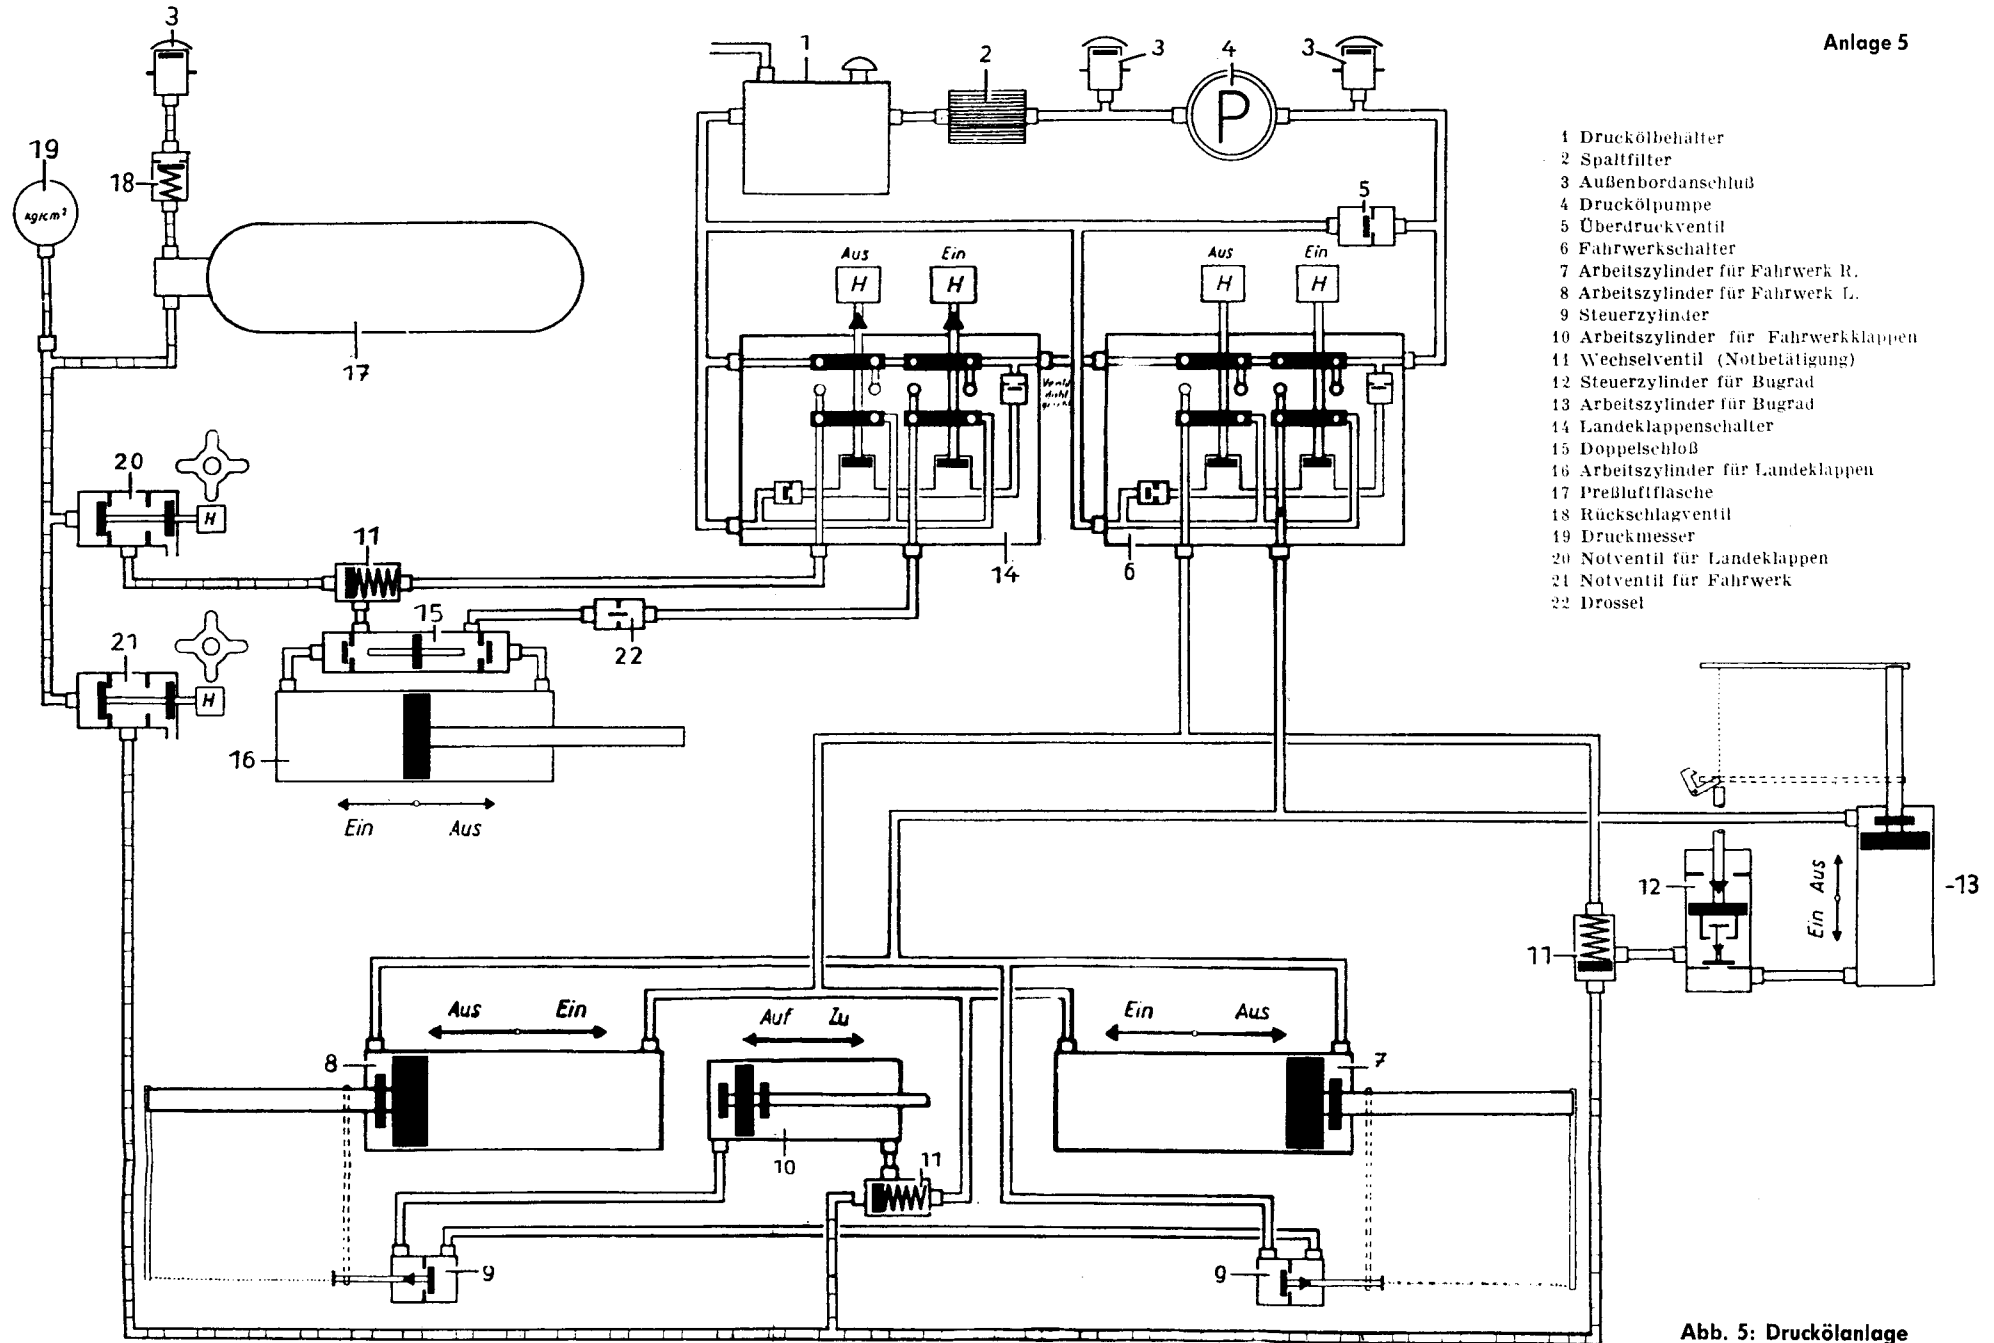 Anlage 5
1 Druckölbehälter
2 Spaltfilter
3 Außenbordanschluß
4 Druckölpumpe
5 Überdruckventil
6 Fahrwerkschalter
7 Arbeitszylinder für Fahrwerk R.
8 Arbeitszylinder für Fahrwerk L.
9 Steuerzylinder
10 Arbeitszylinder für Fahrwerkklappen
11 Wechselventil (Notbetätigung)
12 Steuerzylinder für Bugrad
13 Arbeitszylinder für Bugrad
14 Landeklappenschalter
15 Doppelschloß
16 Arbeitszylinder für Landeklappen
17 Preßluftflasche
18 Rückschlagventil
19 Druckmesser
20 Notventil für Landeklappen
21 Notventil für Fahrwerk
22 Drossel
3
1
2
3
4
3
P
19
18
kg/cm²
17
5
Aus
Ein
Aus
Ein
H
H
H
H
20
H
11
14
6
15
22
21
H
16
Ein
Aus
12
Ein Aus
-13
11
Aus
Ein
Auf
Zu
Ein
Aus
8
7
10
11
9
9
Abb. 5: Druckölanlage